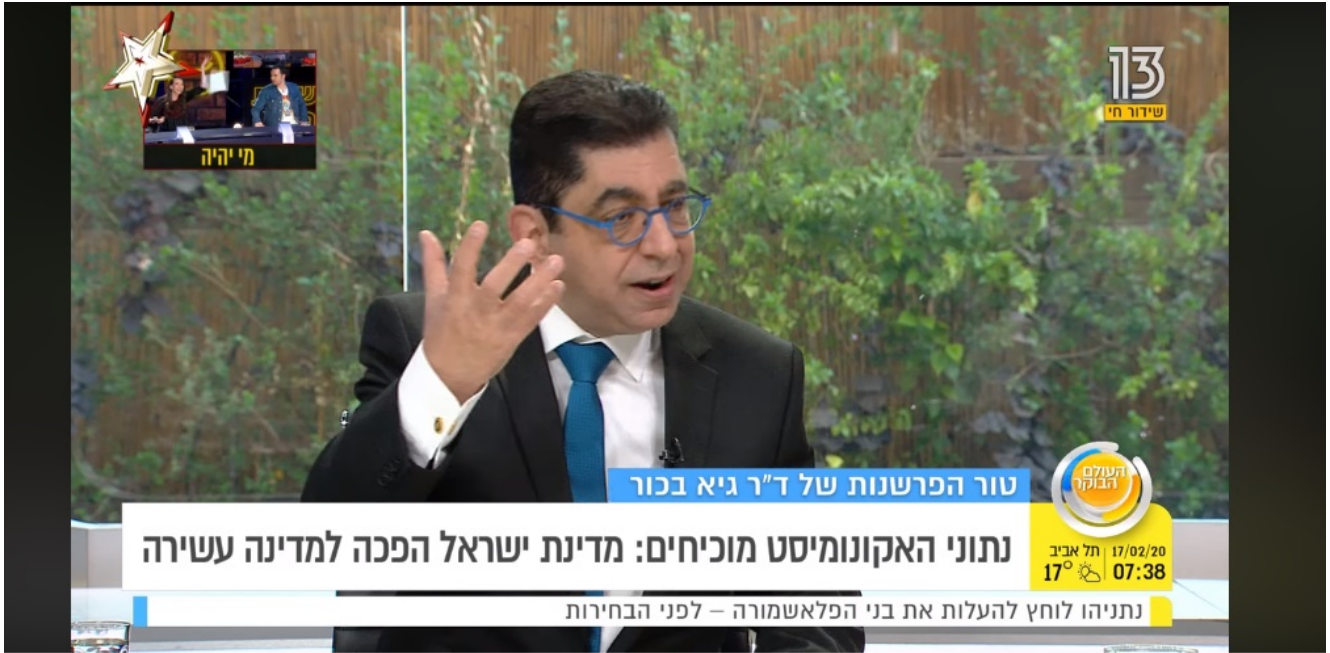 13
שידור חי
מי יהיה
טור הפרשנות של ד"ר גיא בכור
נתוני האקונומיסט מוכיחים: מדינת ישראל הפכה למדינה עשירה
העולם
הבוקר
תל אביב | 17/02/20
17° | 07:38
נתניהו לוחץ להעלות את בני הפלאשמורה – לפני הבחירות